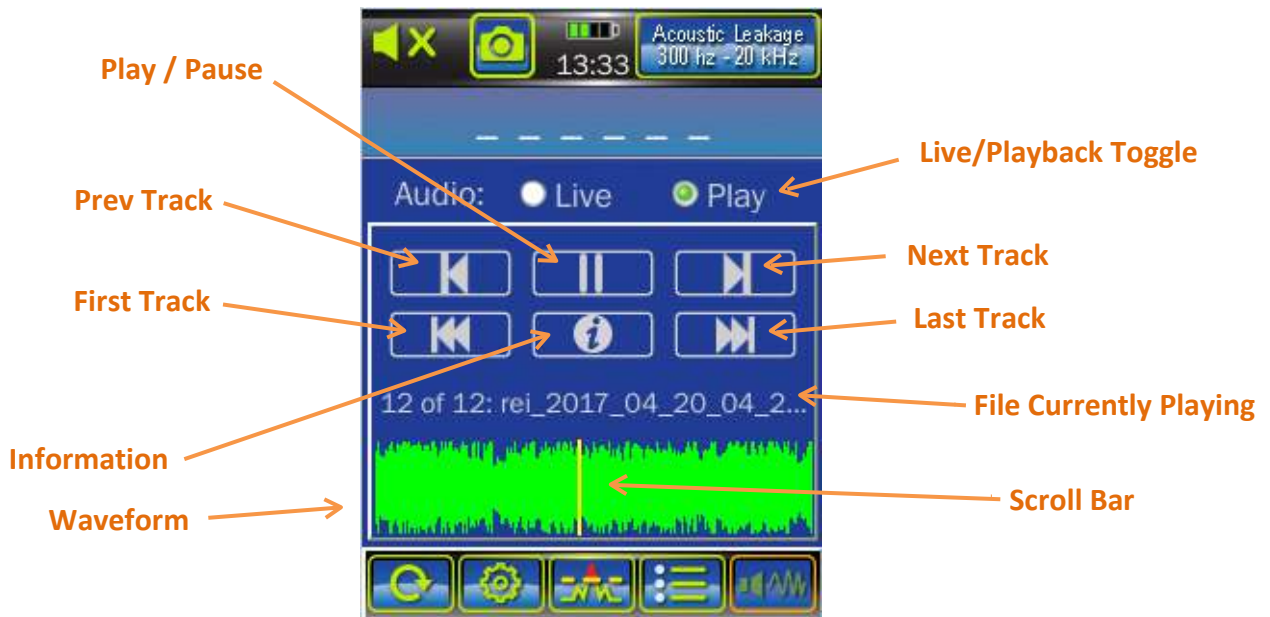 Acoustic Leakage
300 hz - 20 kHz
13:33
Play / Pause
_ _ _ _ _ _
Live/Playback Toggle
Audio: Live Play
Prev Track
Next Track
First Track
Last Track
i
12 of 12: rei_2017_04_20_04_2...
File Currently Playing
Information
Scroll Bar
Waveform